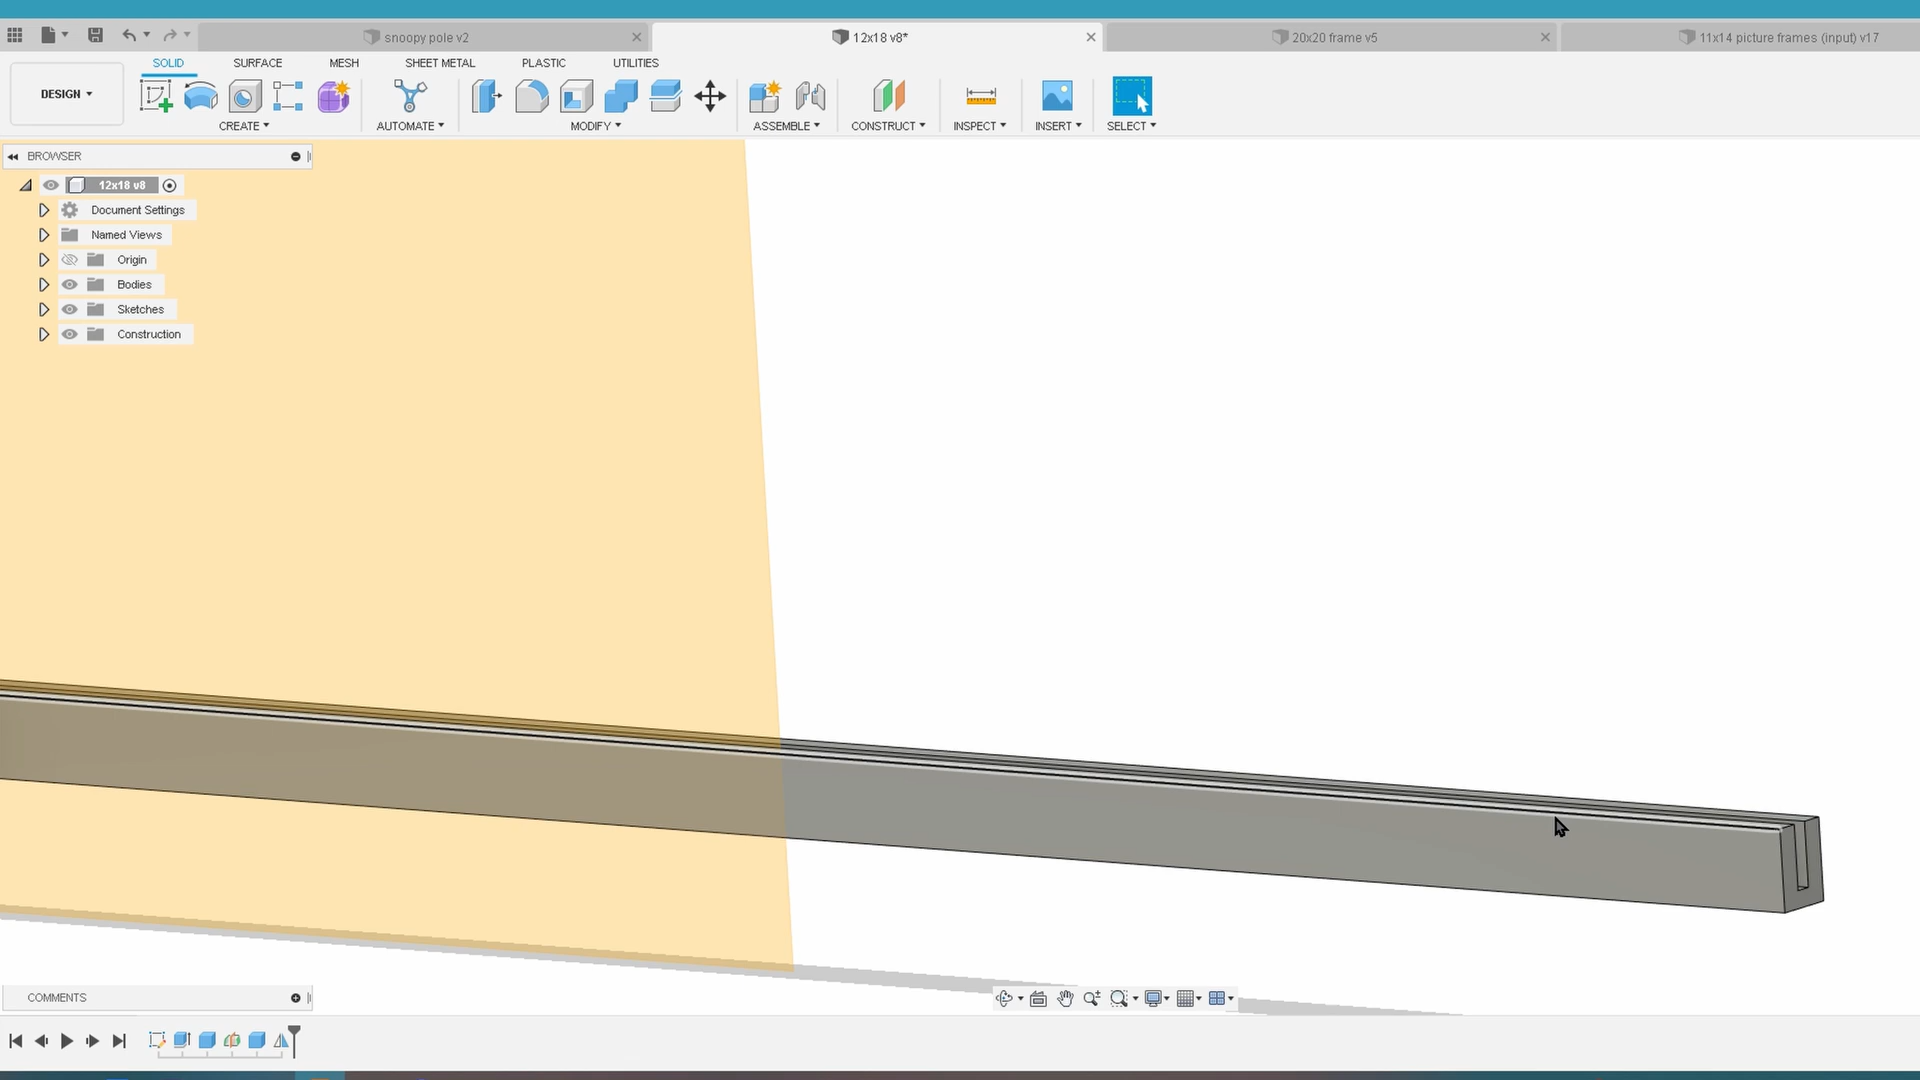 snoopy pole v2
12x18 v8*
20x20 frame v5
11x14 picture frames (input) v17
DESIGN
SOLID
SURFACE
MESH
SHEET METAL
PLASTIC
UTILITIES
CREATE
AUTOMATE
MODIFY
ASSEMBLE
CONSTRUCT
INSPECT
INSERT
SELECT
BROWSER
12x18 v8
Document Settings
Named Views
Origin
Bodies
Sketches
Construction
COMMENTS